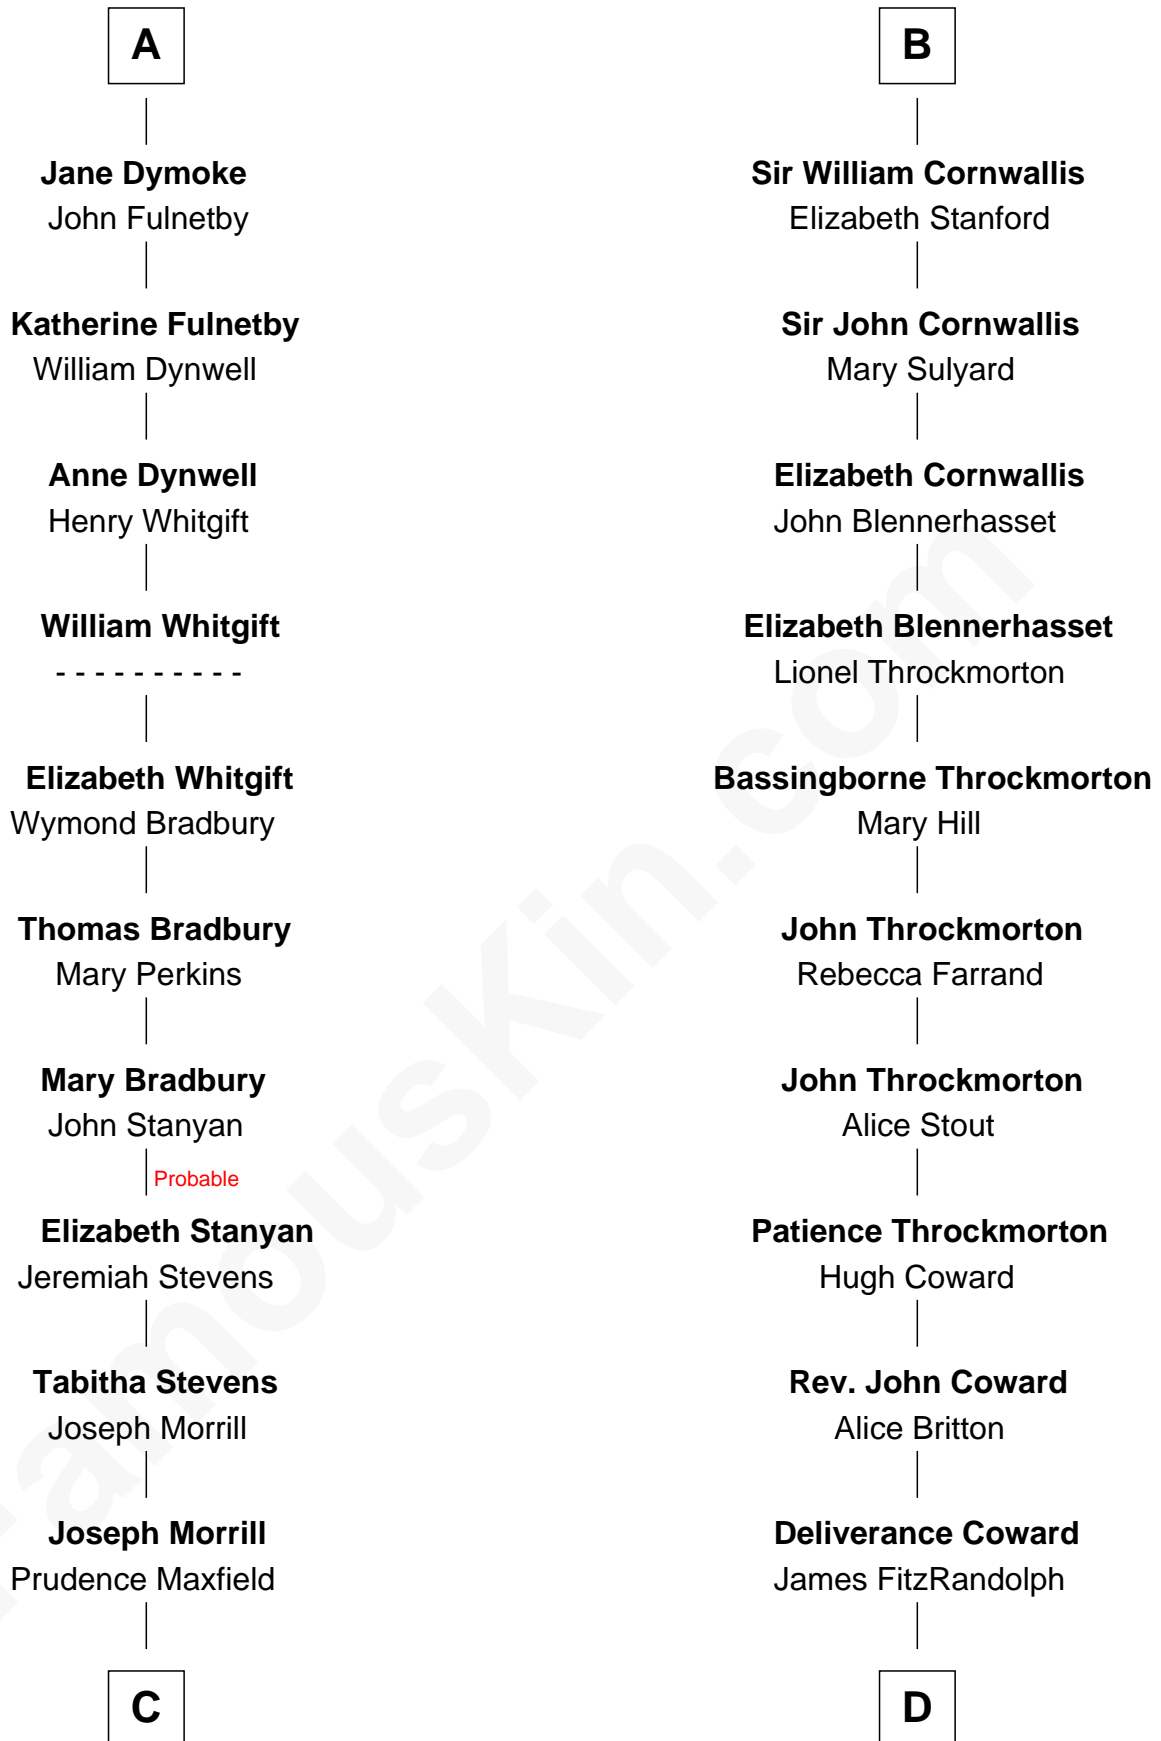 A
Jane Dymoke
John Fulnetby
Katherine Fulnetby
William Dynwell
Anne Dynwell
Henry Whitgift
William Whitgift
- - - - - - - - - -
Elizabeth Whitgift
Wymond Bradbury
Thomas Bradbury
Mary Perkins
Mary Bradbury
John Stanyan
Probable
Elizabeth Stanyan
Jeremiah Stevens
Tabitha Stevens
Joseph Morrill
Joseph Morrill
Prudence Maxfield
C
B
Sir William Cornwallis
Elizabeth Stanford
Sir John Cornwallis
Mary Sulyard
Elizabeth Cornwallis
John Blennerhasset
Elizabeth Blennerhasset
Lionel Throckmorton
Bassingborne Throckmorton
Mary Hill
John Throckmorton
Rebecca Farrand
John Throckmorton
Alice Stout
Patience Throckmorton
Hugh Coward
Rev. John Coward
Alice Britton
Deliverance Coward
James FitzRandolph
D
FamousKin.com